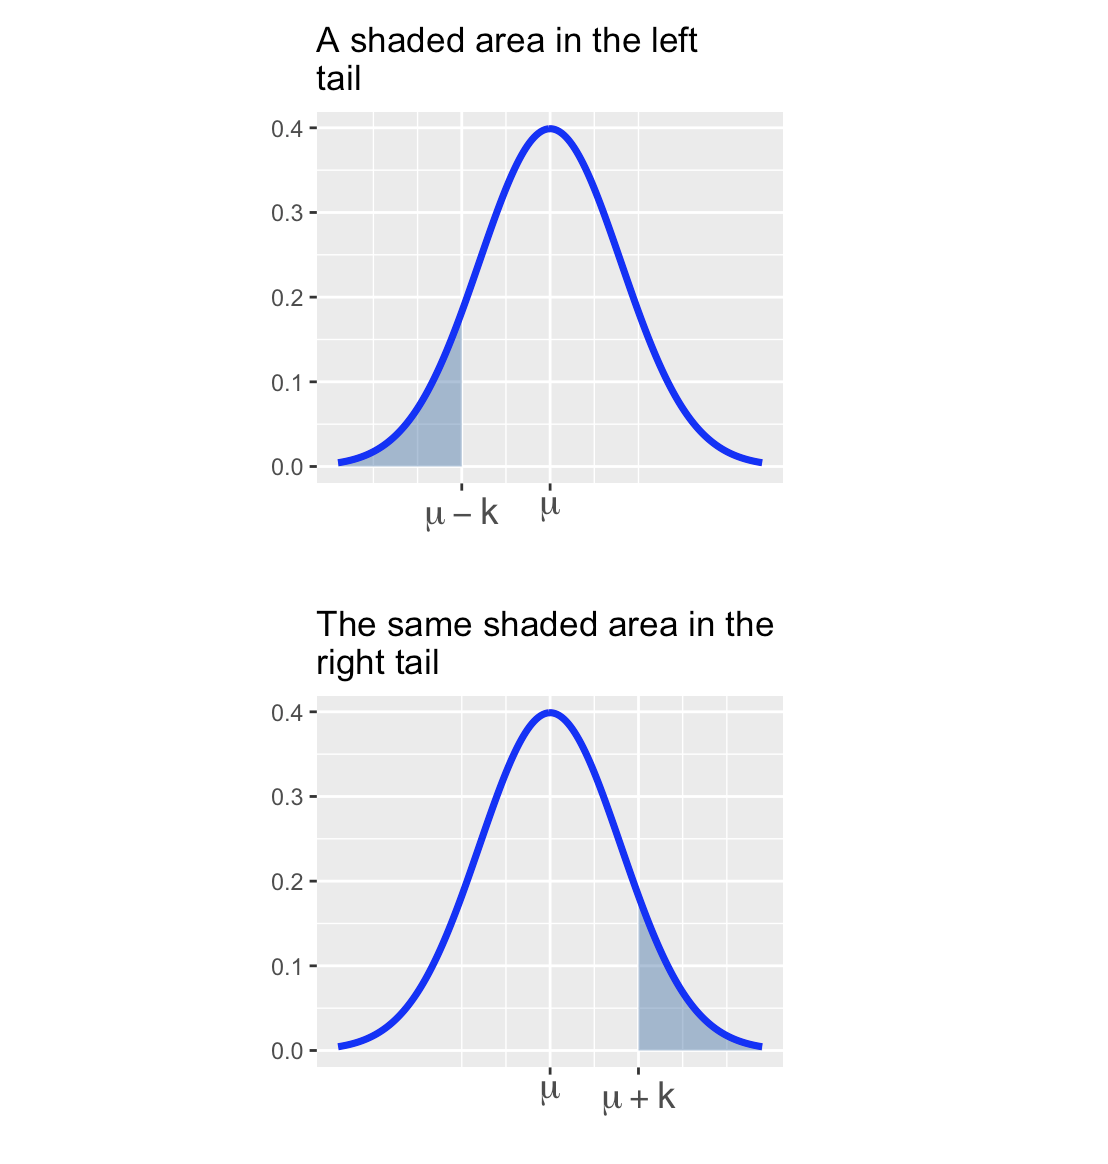 A shaded area in the left
tail
0.4
0.3
0.2
0.1
0.0
μ − k
μ
The same shaded area in the
right tail
0.4
0.3
0.2
0.1
0.0
μ
μ + k